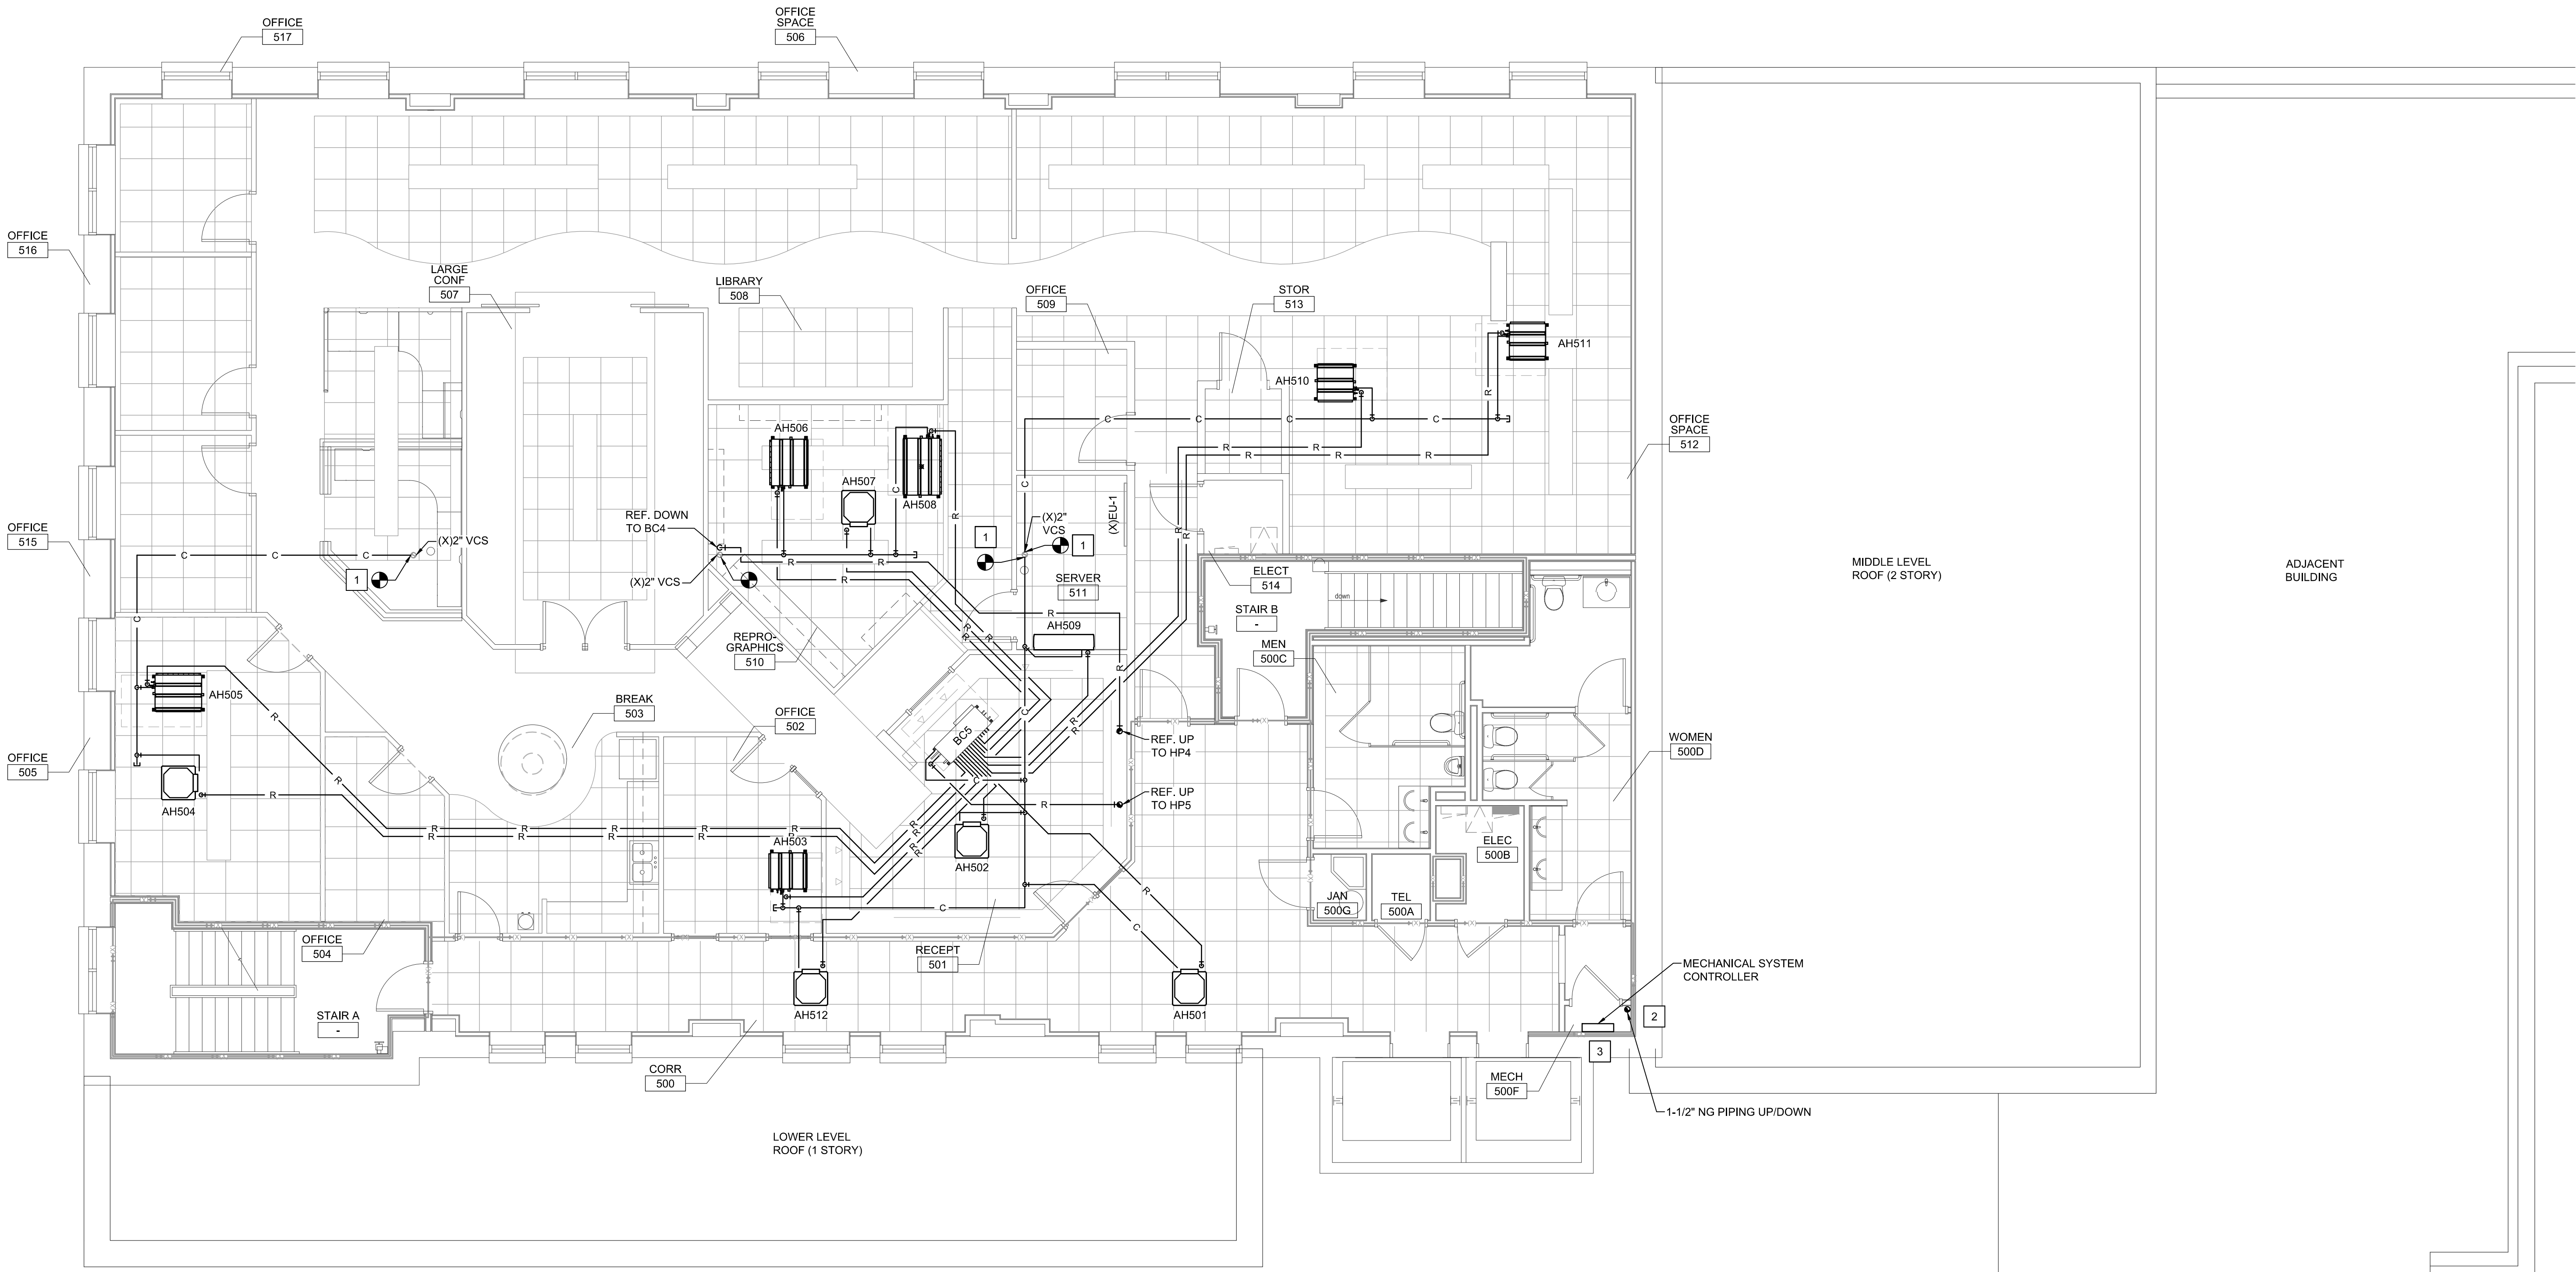 OFFICE
517
OFFICE
SPACE
506
OFFICE
516
LARGE
CONF
507
LIBRARY
508
OFFICE
509
STOR
513
AH511
AH510
C
C
C
C
OFFICE
SPACE
512
R
R
R
R
R
R
AH506
AH507
AH508
C
R
C
(X)EU-1
R
R
REF. DOWN
TO BC4
(X)2" VCS
1
(X)2"
VCS
1
1
OFFICE
515
C
C
C
(X)2" VCS
R
R
R
SERVER
511
ELECT
514
STAIR B
-
down
MIDDLE LEVEL
ROOF (2 STORY)
ADJACENT
BUILDING
C
R
R
R
AH509
R
REPRO-
GRAPHICS
510
MEN
500C
AH505
BREAK
503
OFFICE
502
R
C
BC5
R
R
REF. UP
TO HP4
WOMEN
500D
OFFICE
505
AH504
R
R
C
R
REF. UP
TO HP5
R
R
R
R
R
R
R
R
R
R
R
R
R
R
AH503
AH502
ELEC
500B
JAN
500G
TEL
500A
R
C
C
OFFICE
504
RECEPT
501
AH512
AH501
MECHANICAL SYSTEM
CONTROLLER
STAIR A
-
2
3
CORR
500
MECH
500F
1-1/2" NG PIPING UP/DOWN
LOWER LEVEL
ROOF (1 STORY)